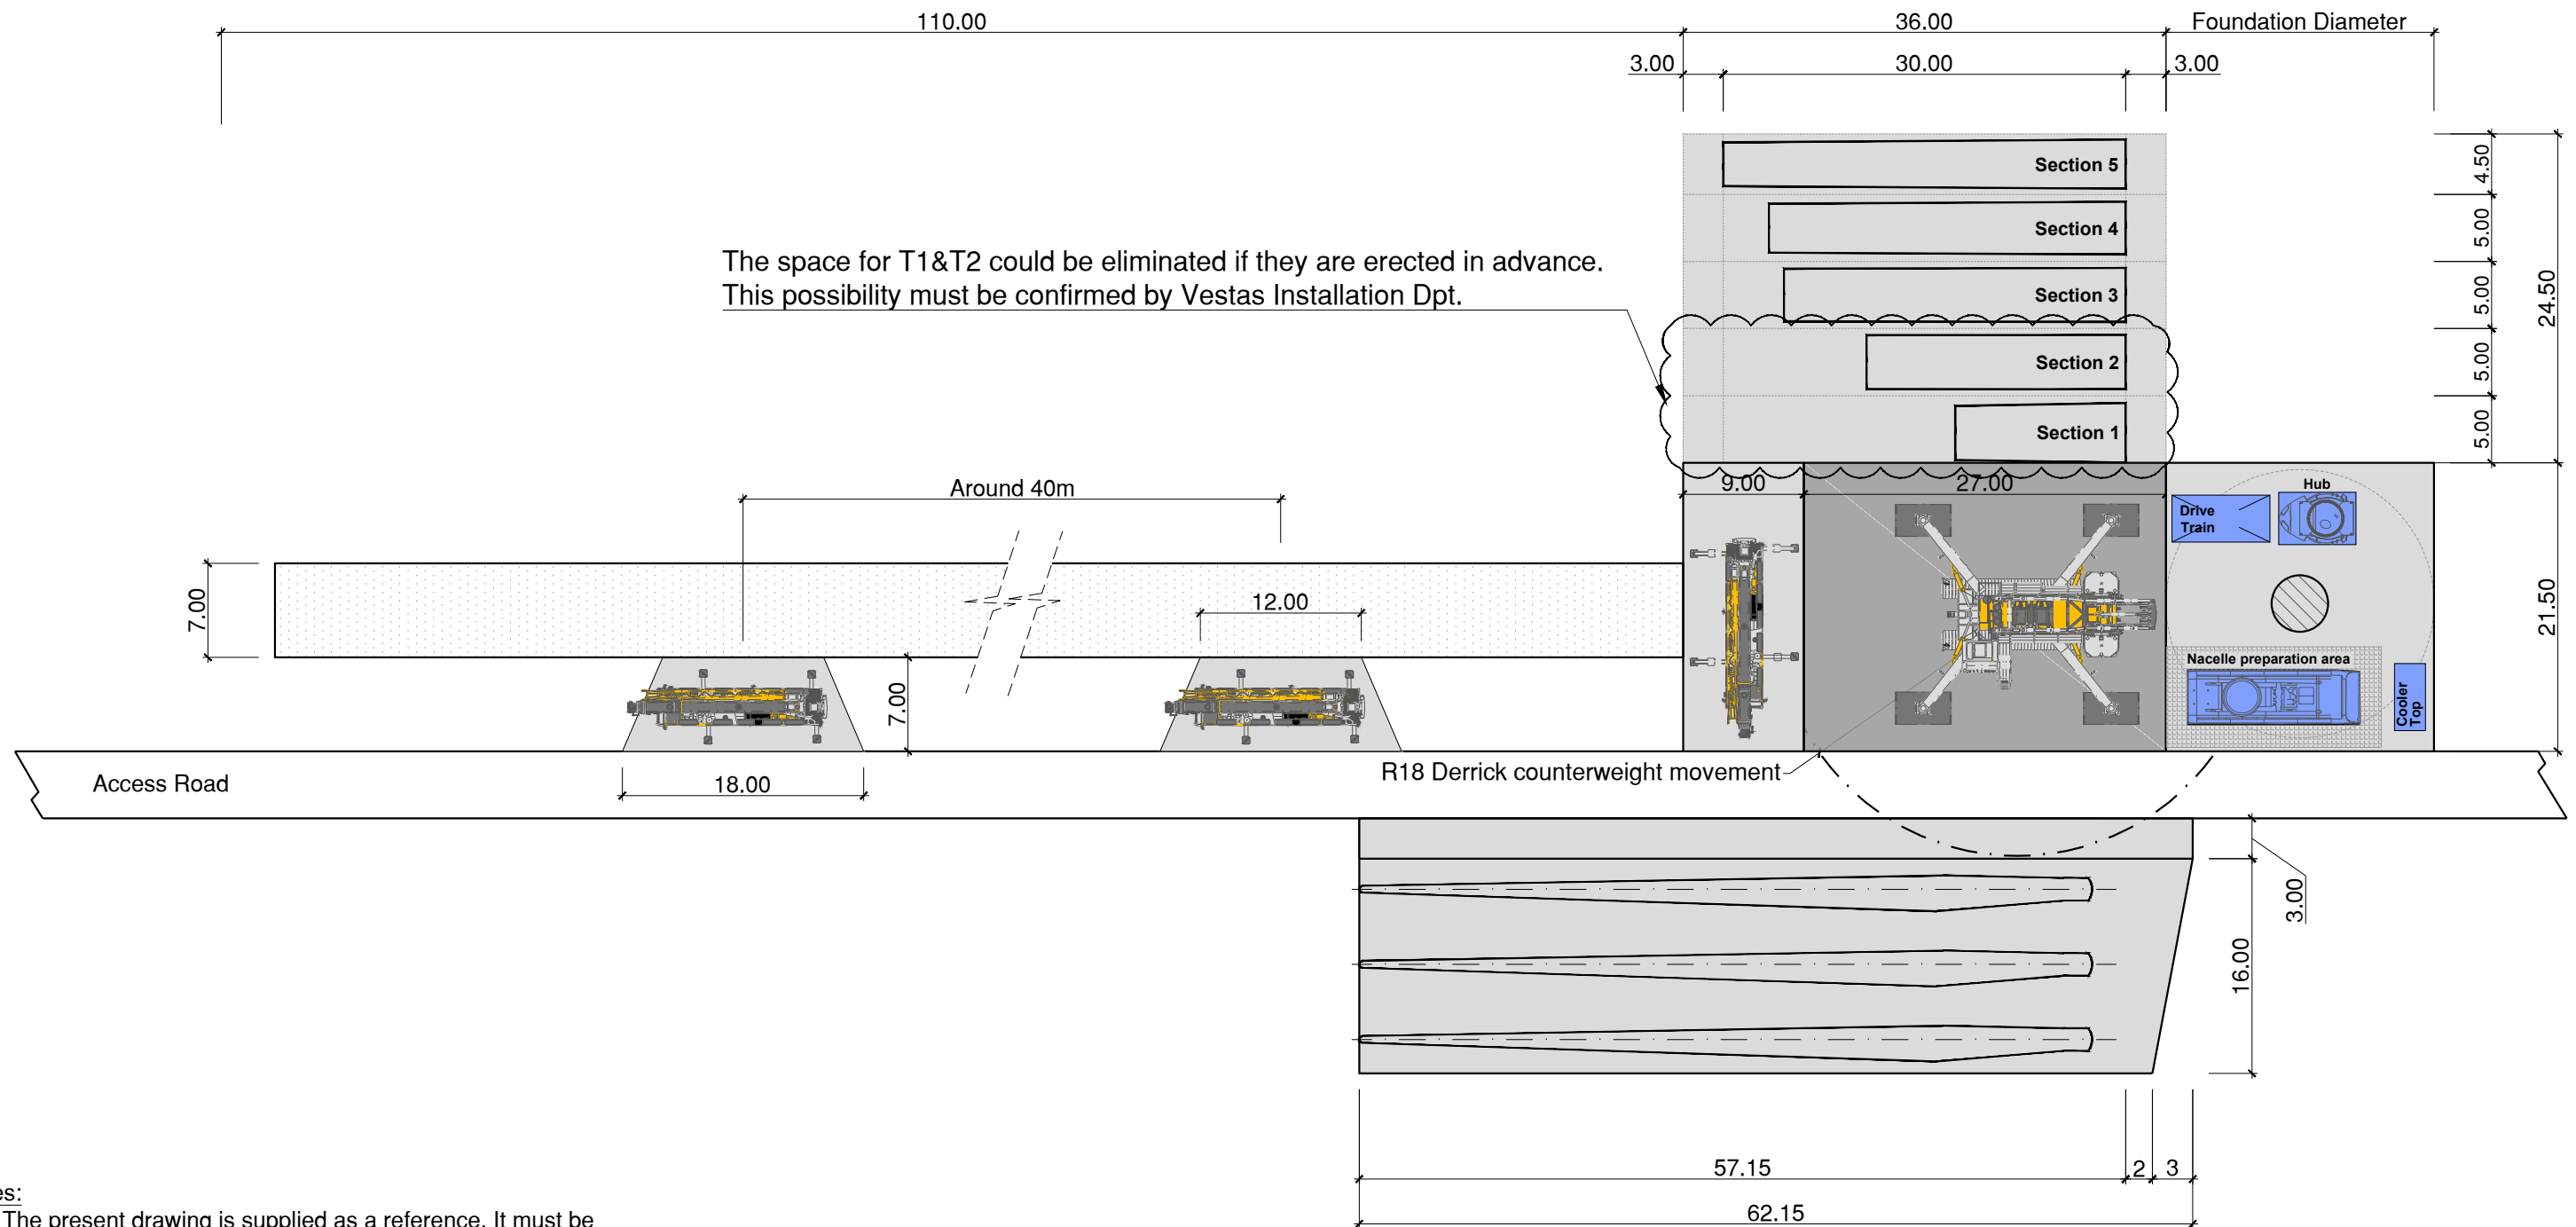 110.00
36.00
Foundation Diameter
3.00
30.00
3.00
Section 5
4.50
Section 4
5.00
The space for T1&T2 could be eliminated if they are erected in advance.
This possibility must be confirmed by Vestas Installation Dpt.
Section 3
5.00
24.50
Section 2
5.00
Section 1
5.00
Around 40m
9.00
27.00
Hub
Drive
Train
7.00
12.00
21.50
Nacelle preparation area
7.00
Cooler
Top
R18 Derrick counterweight movement
Access Road
18.00
3.00
16.00
57.15
2
3
62.15
es:
The present drawing is supplied as a reference. It must be